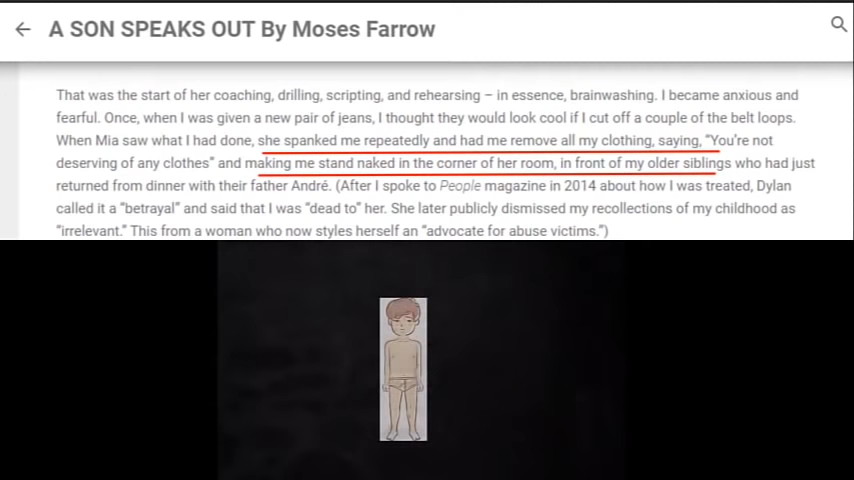 A SON SPEAKS OUT By Moses Farrow
That was the start of her coaching, drilling, scripting, and rehearsing – in essence, brainwashing. I became anxious and
fearful. Once, when I was given a new pair of jeans, I thought they would look cool if I cut off a couple of the belt loops.
When Mia saw what I had done, she spanked me repeatedly and had me remove all my clothing, saying, “You’re not
deserving of any clothes” and making me stand naked in the corner of her room, in front of my older siblings who had just
returned from dinner with their father André. (After I spoke to People magazine in 2014 about how I was treated, Dylan
called it a “betrayal” and said that I was “dead to” her. She later publicly dismissed my recollections of my childhood as
“irrelevant.” This from a woman who now styles herself an “advocate for abuse victims.”)